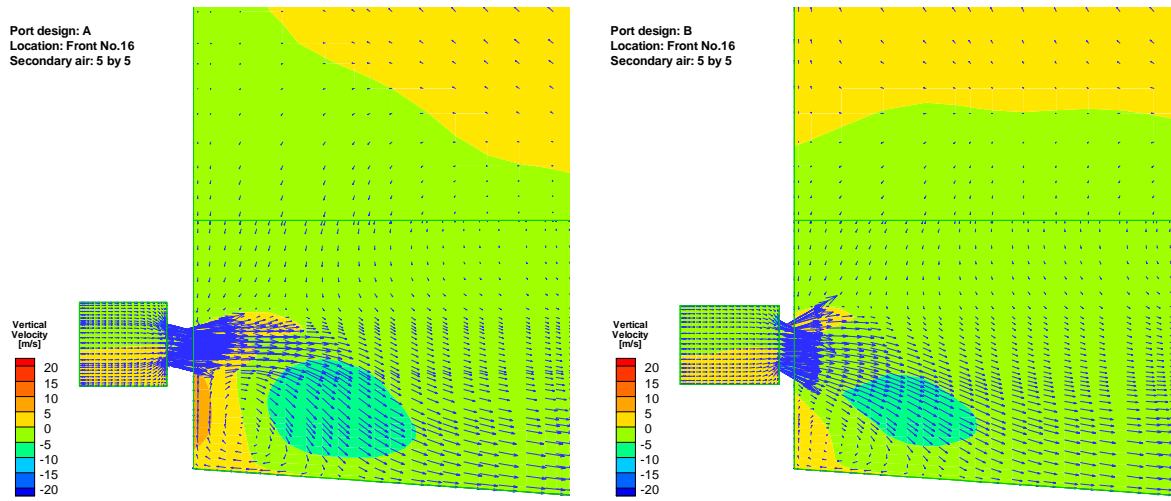 Port design: A
Location: Front No.16
Secondary air: 5 by 5
Vertical
Velocity
[m/s]
20
15
10
5
0
-5
-10
-15
-20
Port design: B
Location: Front No.16
Secondary air: 5 by 5
Vertical
Velocity
[m/s]
20
15
10
5
0
-5
-10
-15
-20